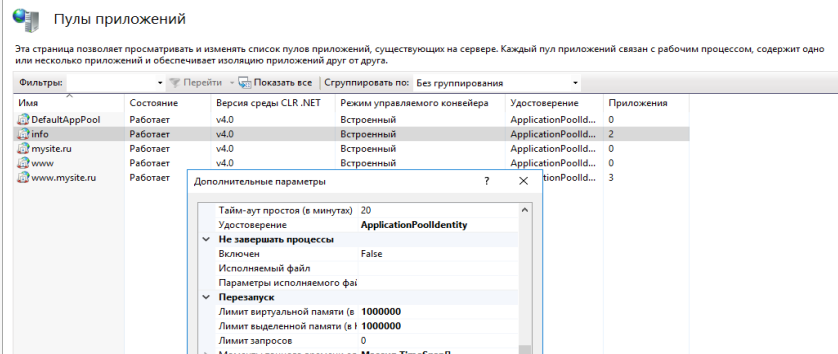 Пулы приложений
Эта страница позволяет просматривать и изменять список пулов приложений, существующих на сервере. Каждый пул приложений связан с рабочим процессом, содержит одно
или несколько приложений и обеспечивает изоляцию приложений друг от друга.
Фильтры: Перейти Показать все Сгруппировать по: Без группирования
Имя Состояние Версия среды CLR .NET Режим управляемого конвейера Удостоверение Приложения
DefaultAppPool Работает v4.0 Встроенный ApplicationPoolId... 0
info Работает v4.0 Встроенный ApplicationPoolId... 2
mysite.ru Работает v4.0 Встроенный ApplicationPoolId... 0
www Работает v4.0 Встроенный ApplicationPoolId... 0
www.mysite.ru Работает tionPoolId... 3
Дополнительные параметры ?
Тайм-аут простоя (в минутах) 20
Удостоверение ApplicationPoolIdentity
Не завершать процессы
Включен False
Исполняемый файл
Параметры исполняемого фай
Перезапуск
Лимит виртуальной памяти (в 1000000
Лимит выделенной памяти (в 1000000
Лимит запросов 0